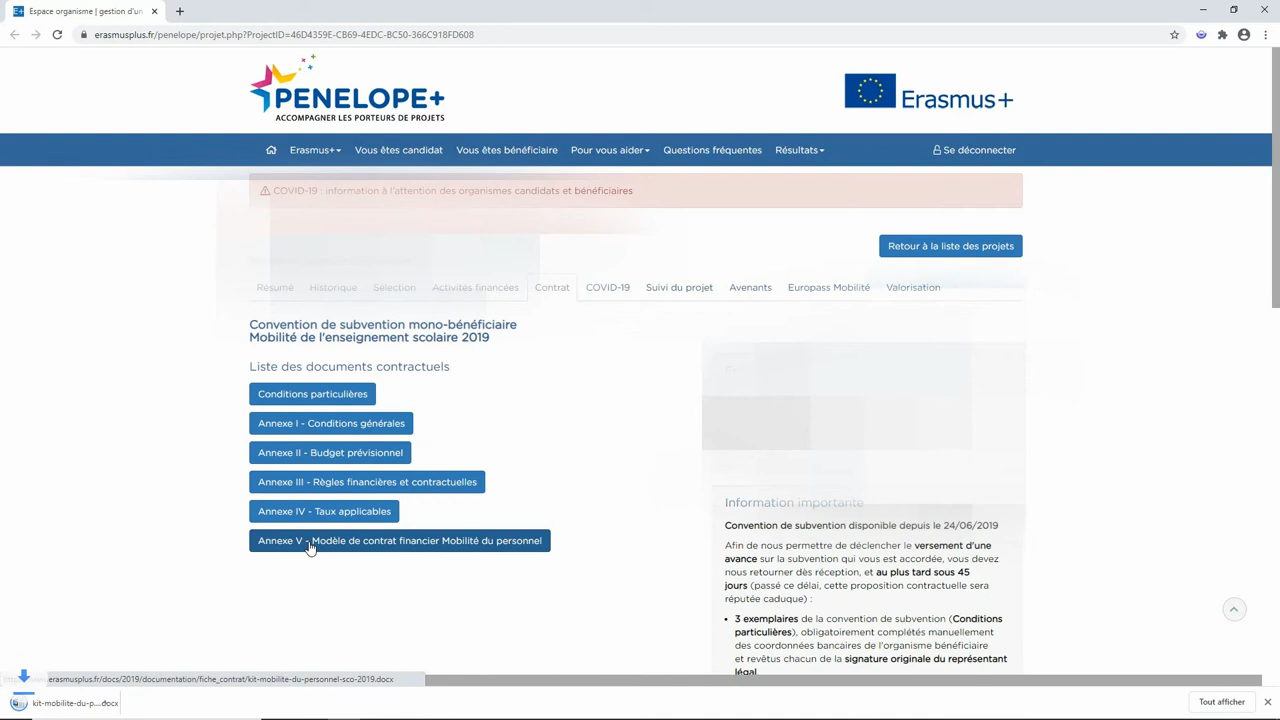 Espace organisme | gestion d'un
erasmusplus.fr/penelope/projet.php?ProjectID=46D4359E-CB69-4EDC-BC50-366C918FD608
PENELOPE+
ACCOMPAGNER LES PORTEURS DE PROJETS
Erasmus+
Erasmus+ Vous êtes candidat Vous êtes bénéficiaire Pour vous aider Questions fréquentes Résultats Se déconnecter
COVID-19 : information à l'attention des organismes candidats et bénéficiaires
Retour à la liste des projets
Résumé Historique Sélection Activités financées Contrat COVID-19 Suivi du projet Avenants Europass Mobilité Valorisation
Convention de subvention mono-bénéficiaire
Mobilité de l'enseignement scolaire 2019
Liste des documents contractuels
Conditions particulières
Annexe I - Conditions générales
Annexe II - Budget prévisionnel
Annexe III - Règles financières et contractuelles
Annexe IV - Taux applicables
Annexe V - Modèle de contrat financier Mobilité du personnel
Information importante
Convention de subvention disponible depuis le 24/06/2019
Afin de nous permettre de déclencher le versement d'une
avance sur la subvention qui vous est accordée, vous devez
nous retourner dès réception, et au plus tard sous 45
jours (passé ce délai, cette proposition contractuelle sera
réputée caduque) :
• 3 exemplaires de la convention de subvention (Conditions
particulières), obligatoirement complétés manuellement
des coordonnées bancaires de l'organisme bénéficiaire
et revêtus chacun de la signature originale du représentant
légal
erasmusplus.fr/docs/2019/documentation/fiche_contrat/kit-mobilite-du-personnel-sco-2019.docx
kit-mobilite-du-p....docx
Tout afficher